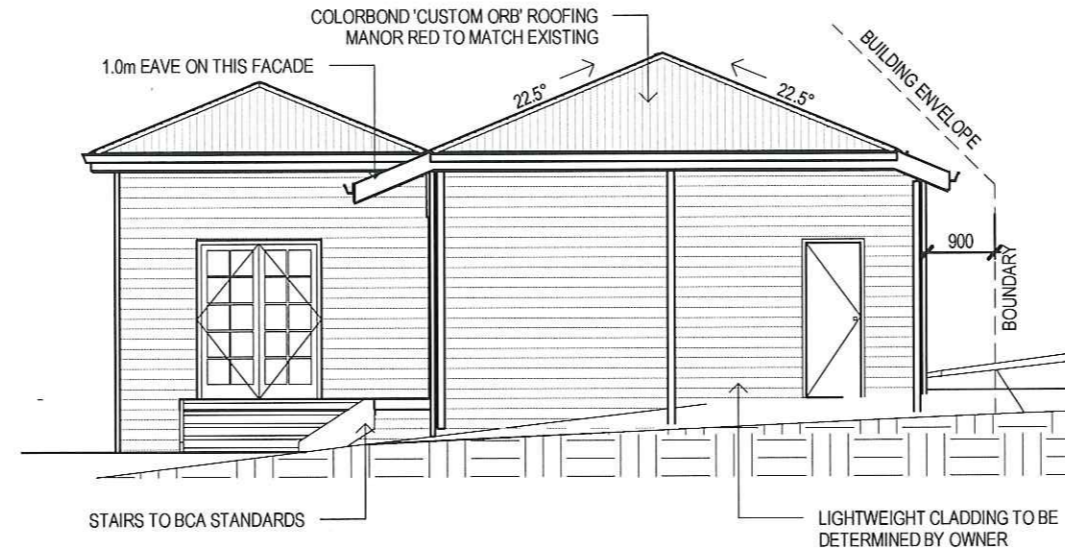 COLORBOND 'CUSTOM ORB' ROOFING
MANOR RED TO MATCH EXISTING
1.0m EAVE ON THIS FACADE
22.5°
22.5°
BUILDING ENVELOPE
900
BOUNDARY
STAIRS TO BCA STANDARDS
LIGHTWEIGHT CLADDING TO BE
DETERMINED BY OWNER